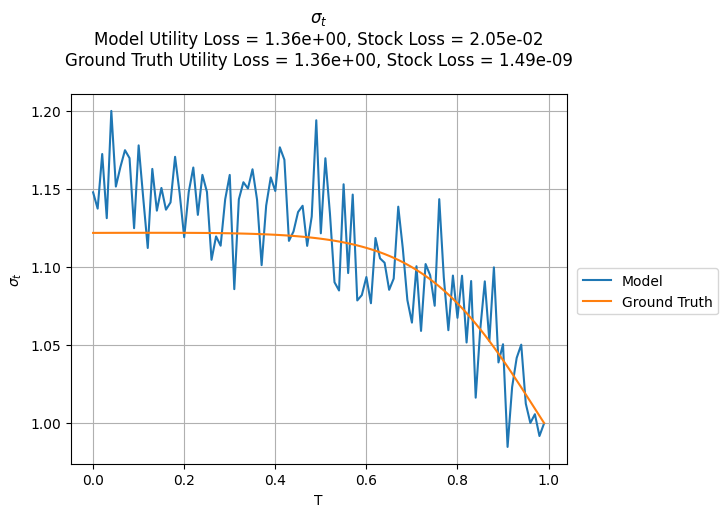 σₜ
Model Utility Loss = 1.36e+00, Stock Loss = 2.05e-02
Ground Truth Utility Loss = 1.36e+00, Stock Loss = 1.49e-09
1.20
1.15
1.10
1.05
1.00
σₜ
0.0
0.2
0.4
0.6
0.8
1.0
T
Model
Ground Truth